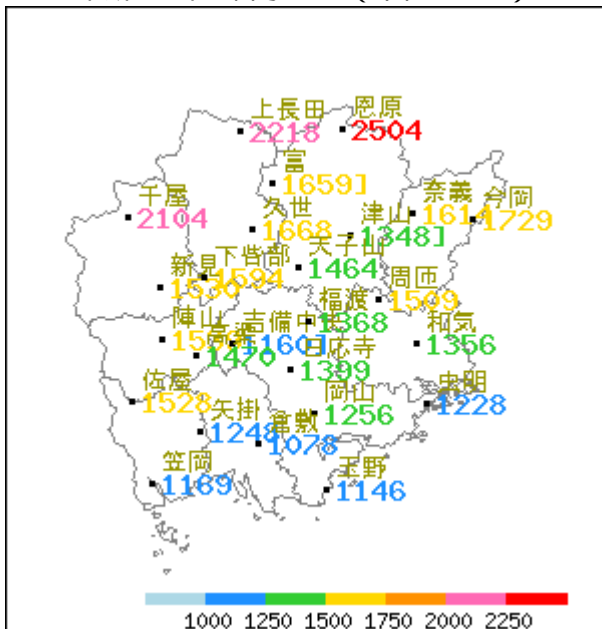 上長田
2218
恩原
2504
富
1659]
千屋
2104
奈義
1614
今岡
1729
久世
1668
津山
1348]
天子山
1464
下呰部
1594
新見
周匝
1509
福渡
1368
陣山
吉備中央
1160]
和気
1356
日応寺
1399
佐屋
1528
虫明
1228
岡山
1256
矢掛
1248
倉敷
1078
笠岡
1169
玉野
1146
1000 1250 1500 1750 2000 2250